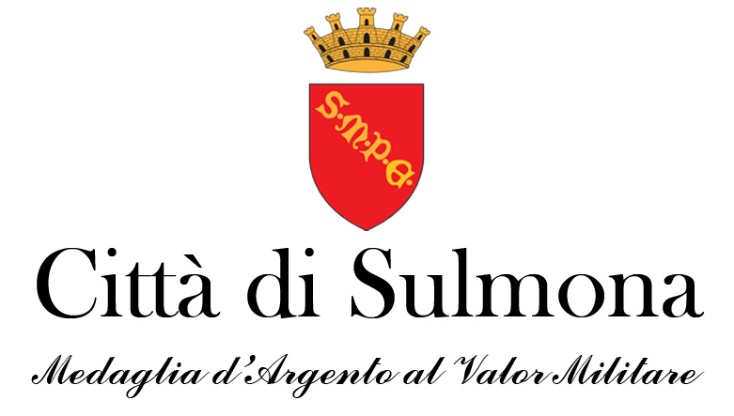 S.M.P.E.
Città di Sulmona
Medaglia d'Argento al Valor Militare